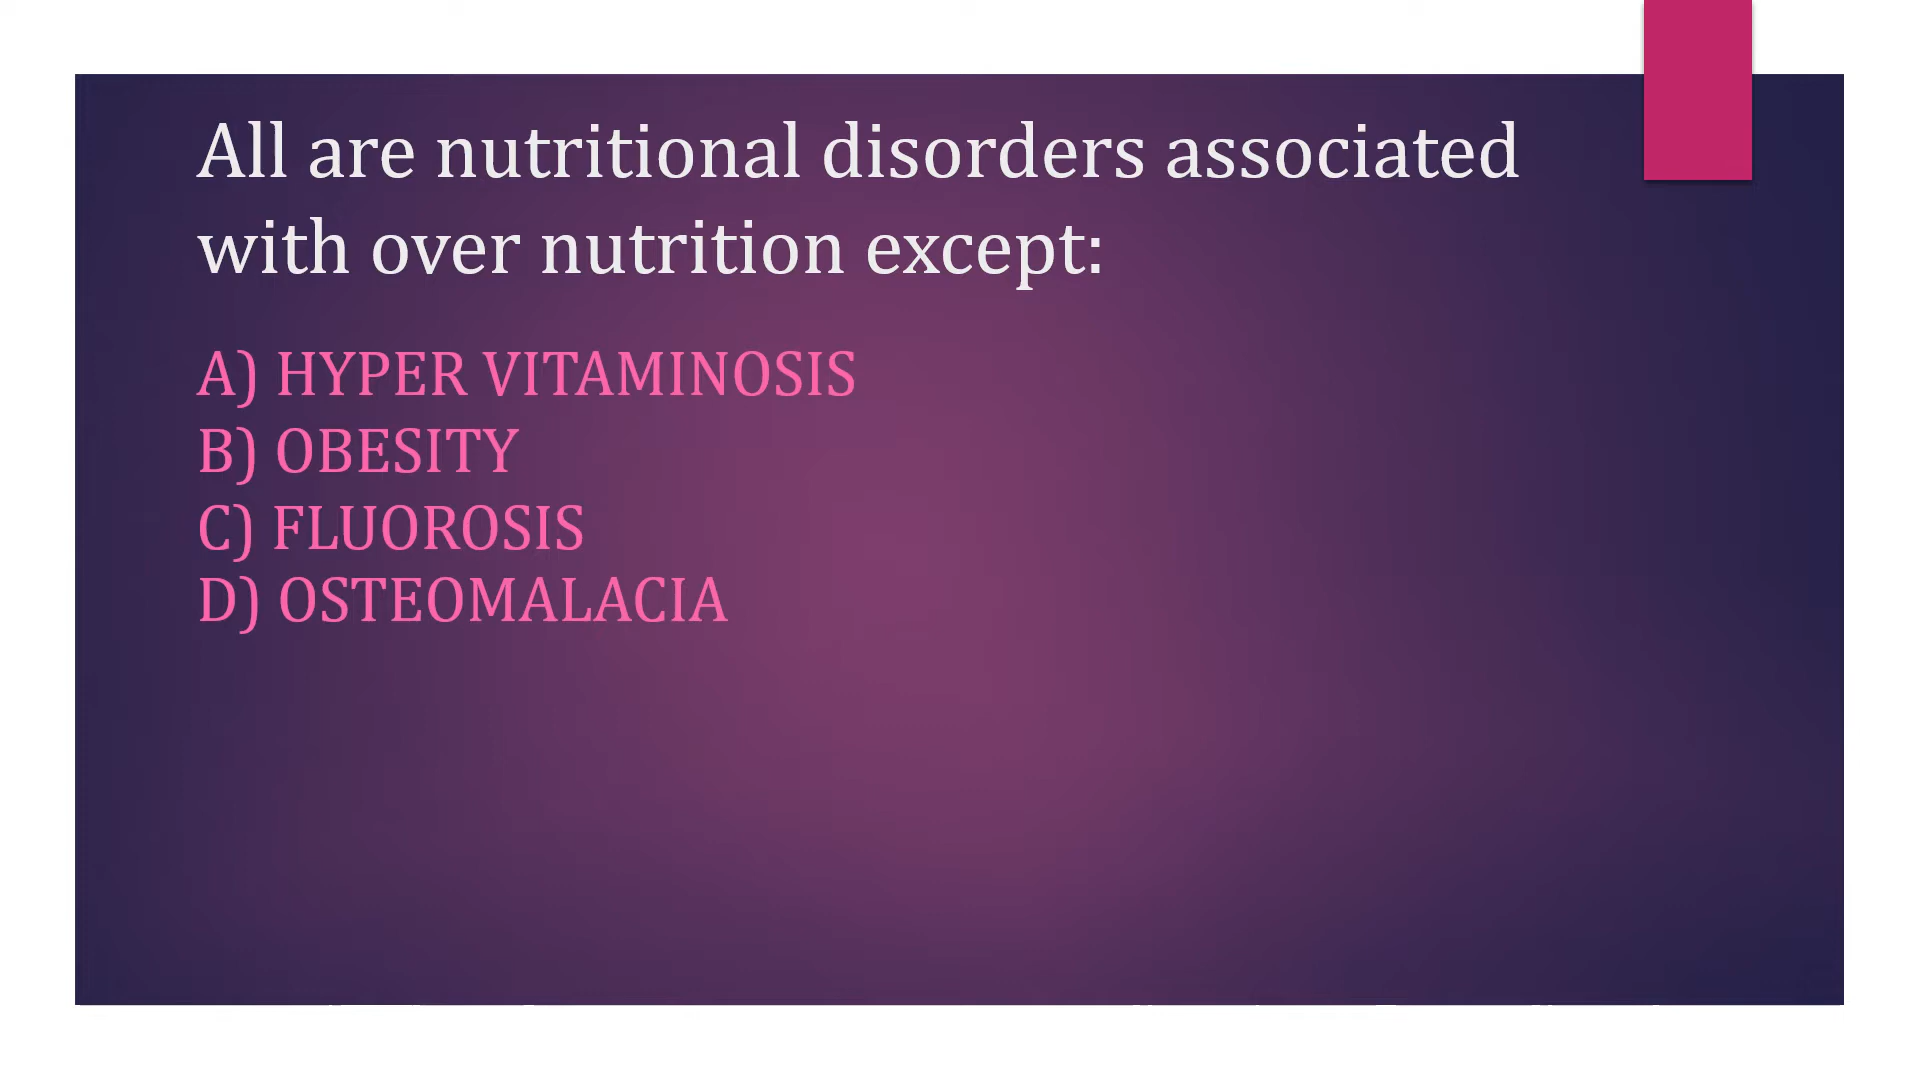 All are nutritional disorders associated
with over nutrition except:
A) HYPER VITAMINOSIS
B) OBESITY
C) FLUOROSIS
D) OSTEOMALACIA